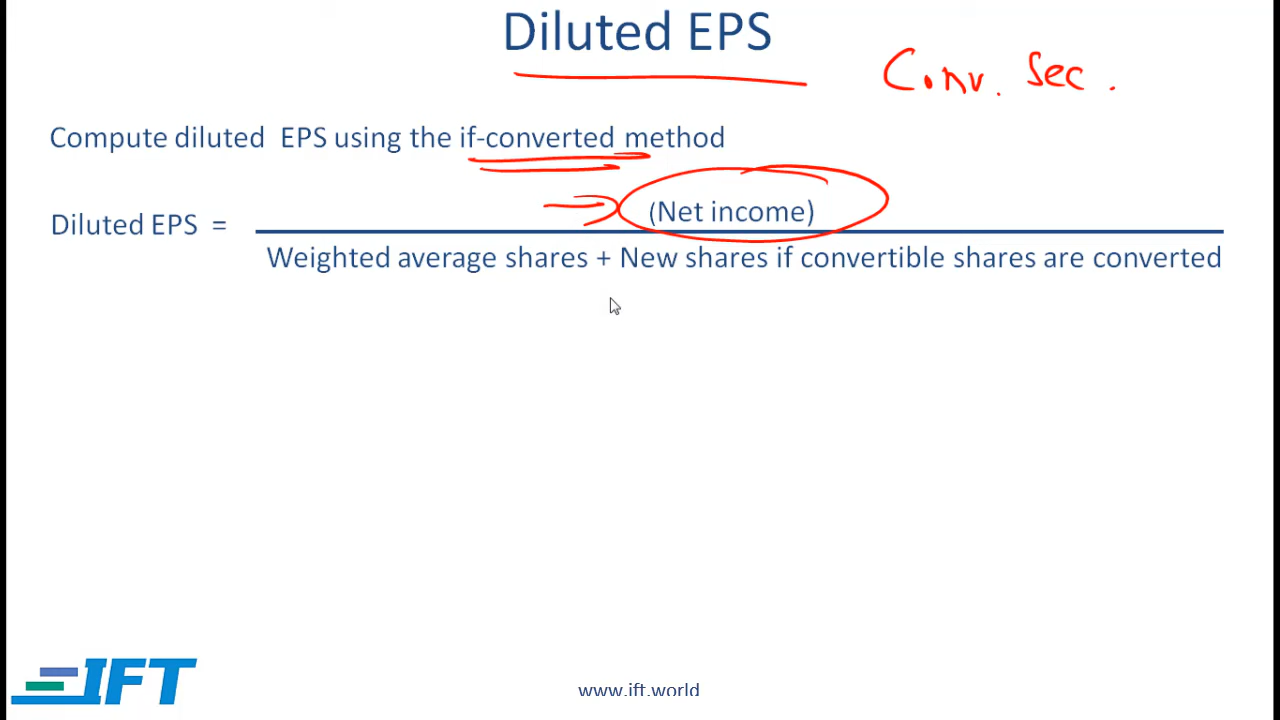 Diluted EPS
Conv. Sec.
Compute diluted EPS using the if-converted method
(Net income)
Diluted EPS =
Weighted average shares + New shares if convertible shares are converted
IFT
www.ift.world